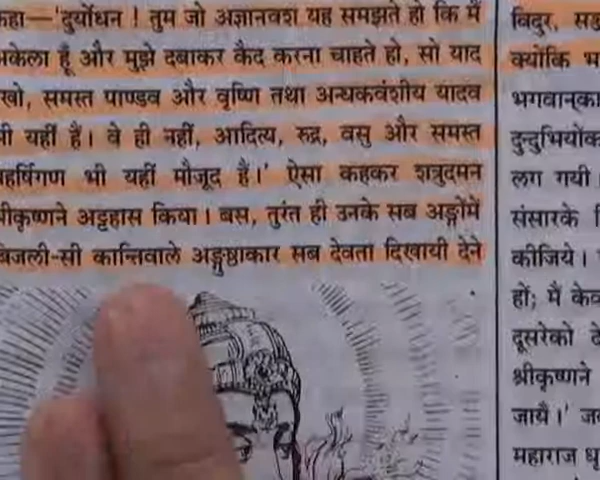 कहा—'दुर्योधन ! तुम जो अज्ञानवश यह समझते हो कि मैं
अकेला हूँ और मुझे दबाकर कैद करना चाहते हो, सो याद
खो, समस्त पाण्डव और वृष्णि तथा अन्धकवंशीय यादव
भी यहीं हैं। वे ही नहीं, आदित्य, रुद्र, वसु और समस्त
महर्षिगण भी यहीं मौजूद हैं।' ऐसा कहकर शत्रुदमन
श्रीकृष्णने अट्टहास किया। बस, तुरंत ही उनके सब अङ्गोंमें
बिजली-सी कान्तिवाले अङ्गुष्ठाकार सब देवता दिखायी देने
विदुर,
क्योंकि
भगवान्‌का
दुन्दुभियोंक
लग गयी।
संसारके
कीजिये।
हों; मैं
दूसरेको
श्रीकृष्णने
जायँ।'
महाराज